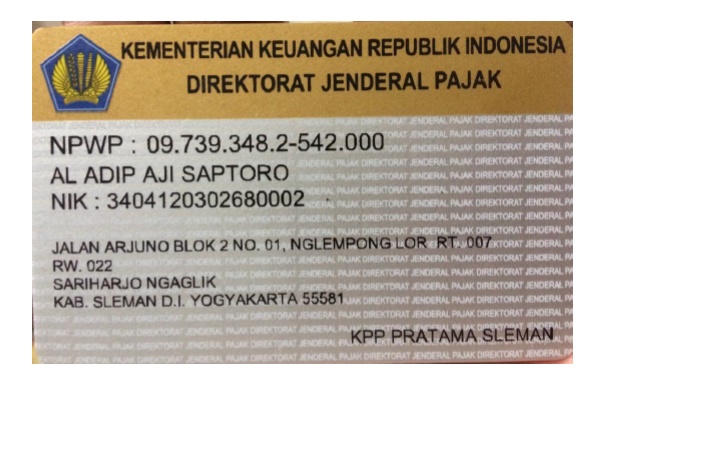 KEMENTERIAN KEUANGAN REPUBLIK INDONESIA
DIREKTORAT JENDERAL PAJAK
NPWP : 09.739.348.2-542.000
AL ADIP AJI SAPTORO
NIK : 3404120302680002
JALAN ARJUNO BLOK 2 NO. 01, NGLEMPONG LOR RT. 007
RW. 022
SARIHARJO NGAGLIK
KAB. SLEMAN D.I. YOGYAKARTA 55581
KPP PRATAMA SLEMAN